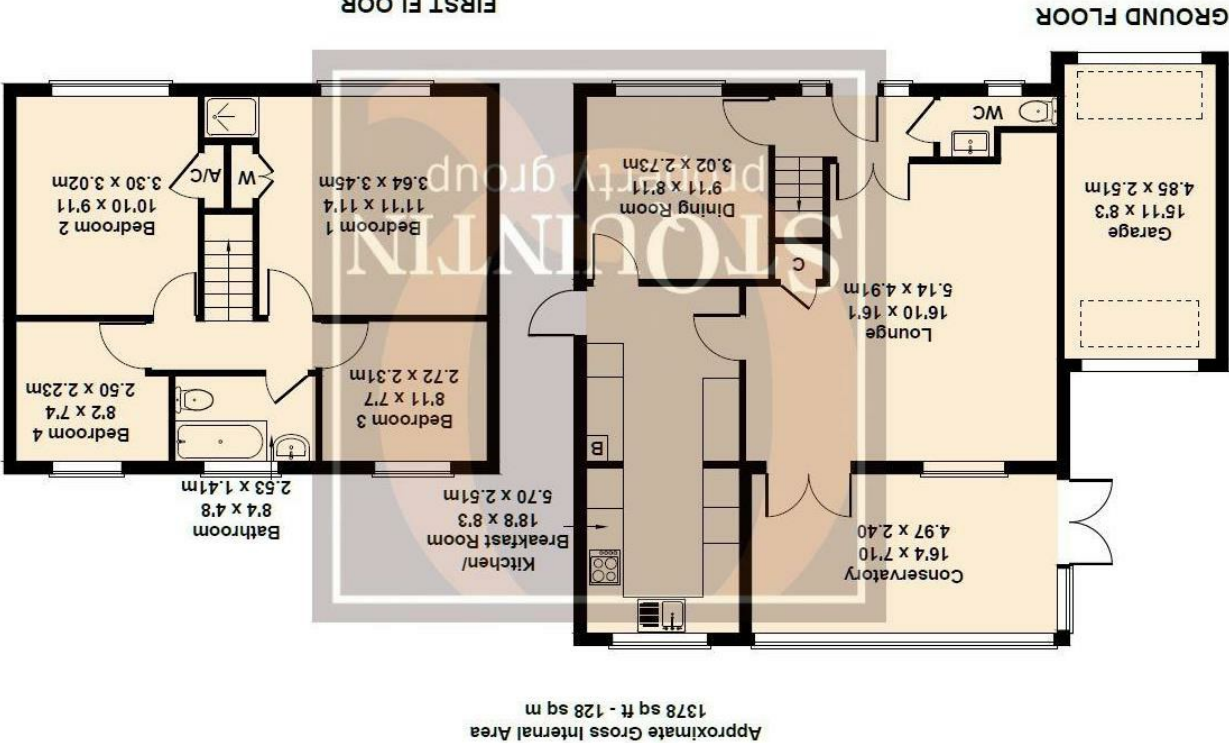 GROUND FLOOR
FIRST FLOOR
Garage
15'11 x 8'3
4.85 x 2.51m
WC
Dining Room
9'11 x 8'11
3.02 x 2.73m
C
Lounge
16'10 x 16'1
5.14 x 4.91m
B
Kitchen/
Breakfast Room
18'8 x 8'3
5.70 x 2.51m
Conservatory
16'4 x 7'10
4.97 x 2.40
Bedroom 1
11'11 x 11'4
3.64 x 3.45m
W
A/C
Bedroom 2
10'10 x 9'11
3.30 x 3.02m
Bedroom 3
8'11 x 7'7
2.72 x 2.31m
Bedroom 4
8'2 x 7'4
2.50 x 2.23m
Bathroom
8'4 x 4'8
2.53 x 1.41m
STQUINTIN
property group
Approximate Gross Internal Area
1378 sq ft - 128 sq m